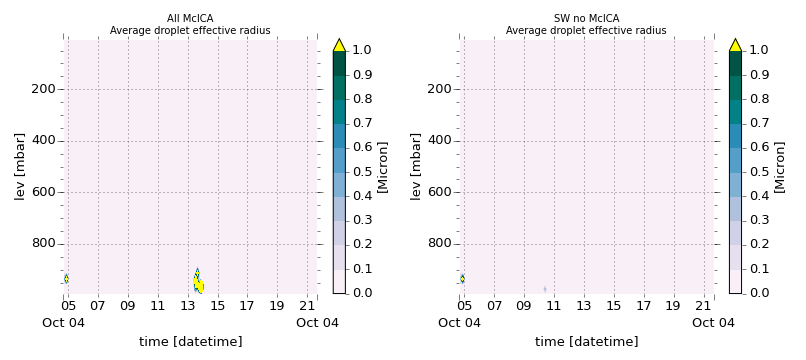 All McICA
Average droplet effective radius
lev [mbar]
200
400
600
800
05 07 09 11 13 15 17 19 21
Oct 04 Oct 04
time [datetime]
1.0
0.9
0.8
0.7
0.6
0.5
0.4
0.3
0.2
0.1
0.0
[Micron]
SW no McICA
Average droplet effective radius
lev [mbar]
200
400
600
800
05 07 09 11 13 15 17 19 21
Oct 04 Oct 04
time [datetime]
1.0
0.9
0.8
0.7
0.6
0.5
0.4
0.3
0.2
0.1
0.0
[Micron]